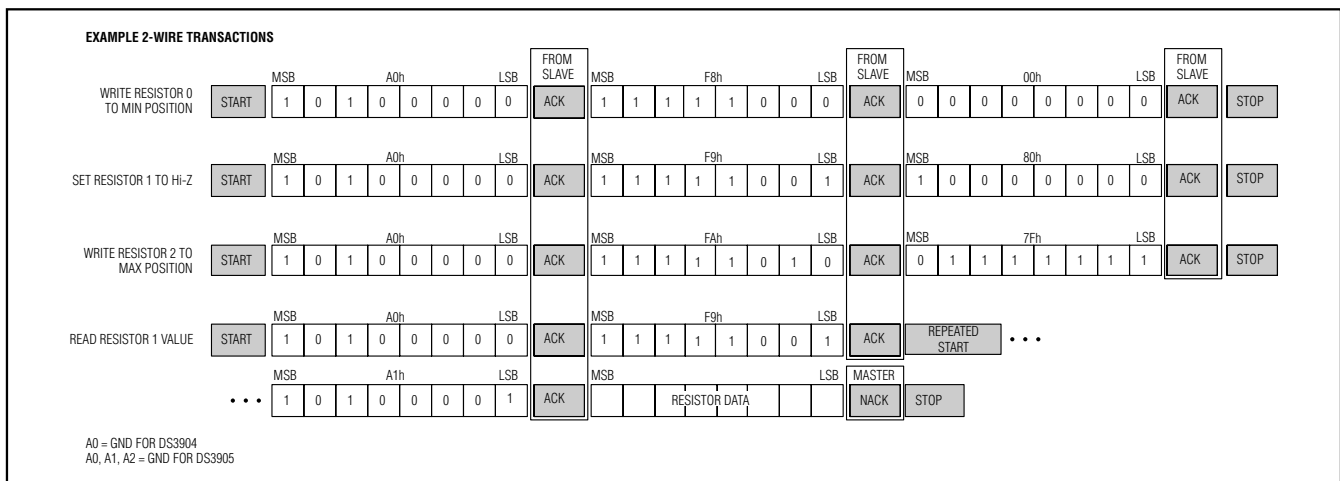 EXAMPLE 2-WIRE TRANSACTIONS
FROM SLAVE FROM SLAVE FROM SLAVE
MSB A0h LSB MSB F8h LSB MSB 00h LSB
WRITE RESISTOR 0 TO MIN POSITION START 1 0 1 0 0 0 0 0 ACK 1 1 1 1 1 0 0 0 ACK 0 0 0 0 0 0 0 0 ACK STOP
MSB A0h LSB MSB F9h LSB MSB 80h LSB
SET RESISTOR 1 TO Hi-Z START 1 0 1 0 0 0 0 0 ACK 1 1 1 1 1 0 0 1 ACK 1 0 0 0 0 0 0 0 ACK STOP
MSB A0h LSB MSB FAh LSB MSB 7Fh LSB
WRITE RESISTOR 2 TO MAX POSITION START 1 0 1 0 0 0 0 0 ACK 1 1 1 1 1 0 1 0 ACK 0 1 1 1 1 1 1 1 ACK STOP
MSB A0h LSB MSB F9h LSB
READ RESISTOR 1 VALUE START 1 0 1 0 0 0 0 0 ACK 1 1 1 1 1 0 0 1 ACK REPEATED START • • •
MSB A1h LSB MSB LSB MASTER
• • • 1 0 1 0 0 0 0 1 ACK RESISTOR DATA NACK STOP
A0 = GND FOR DS3904
A0, A1, A2 = GND FOR DS3905